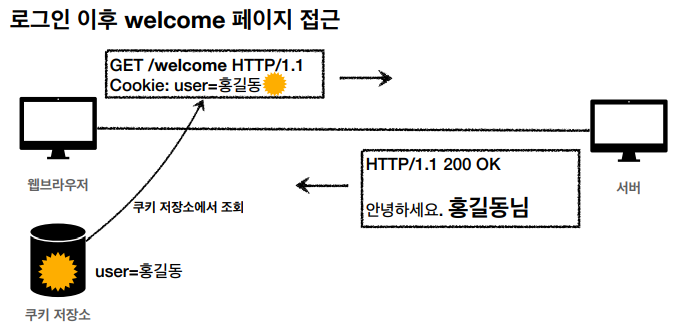 로그인 이후 welcome 페이지 접근
GET /welcome HTTP/1.1
Cookie: user=홍길동
HTTP/1.1 200 OK
안녕하세요. 홍길동님
웹브라우저
서버
쿠키 저장소에서 조회
user=홍길동
쿠키 저장소